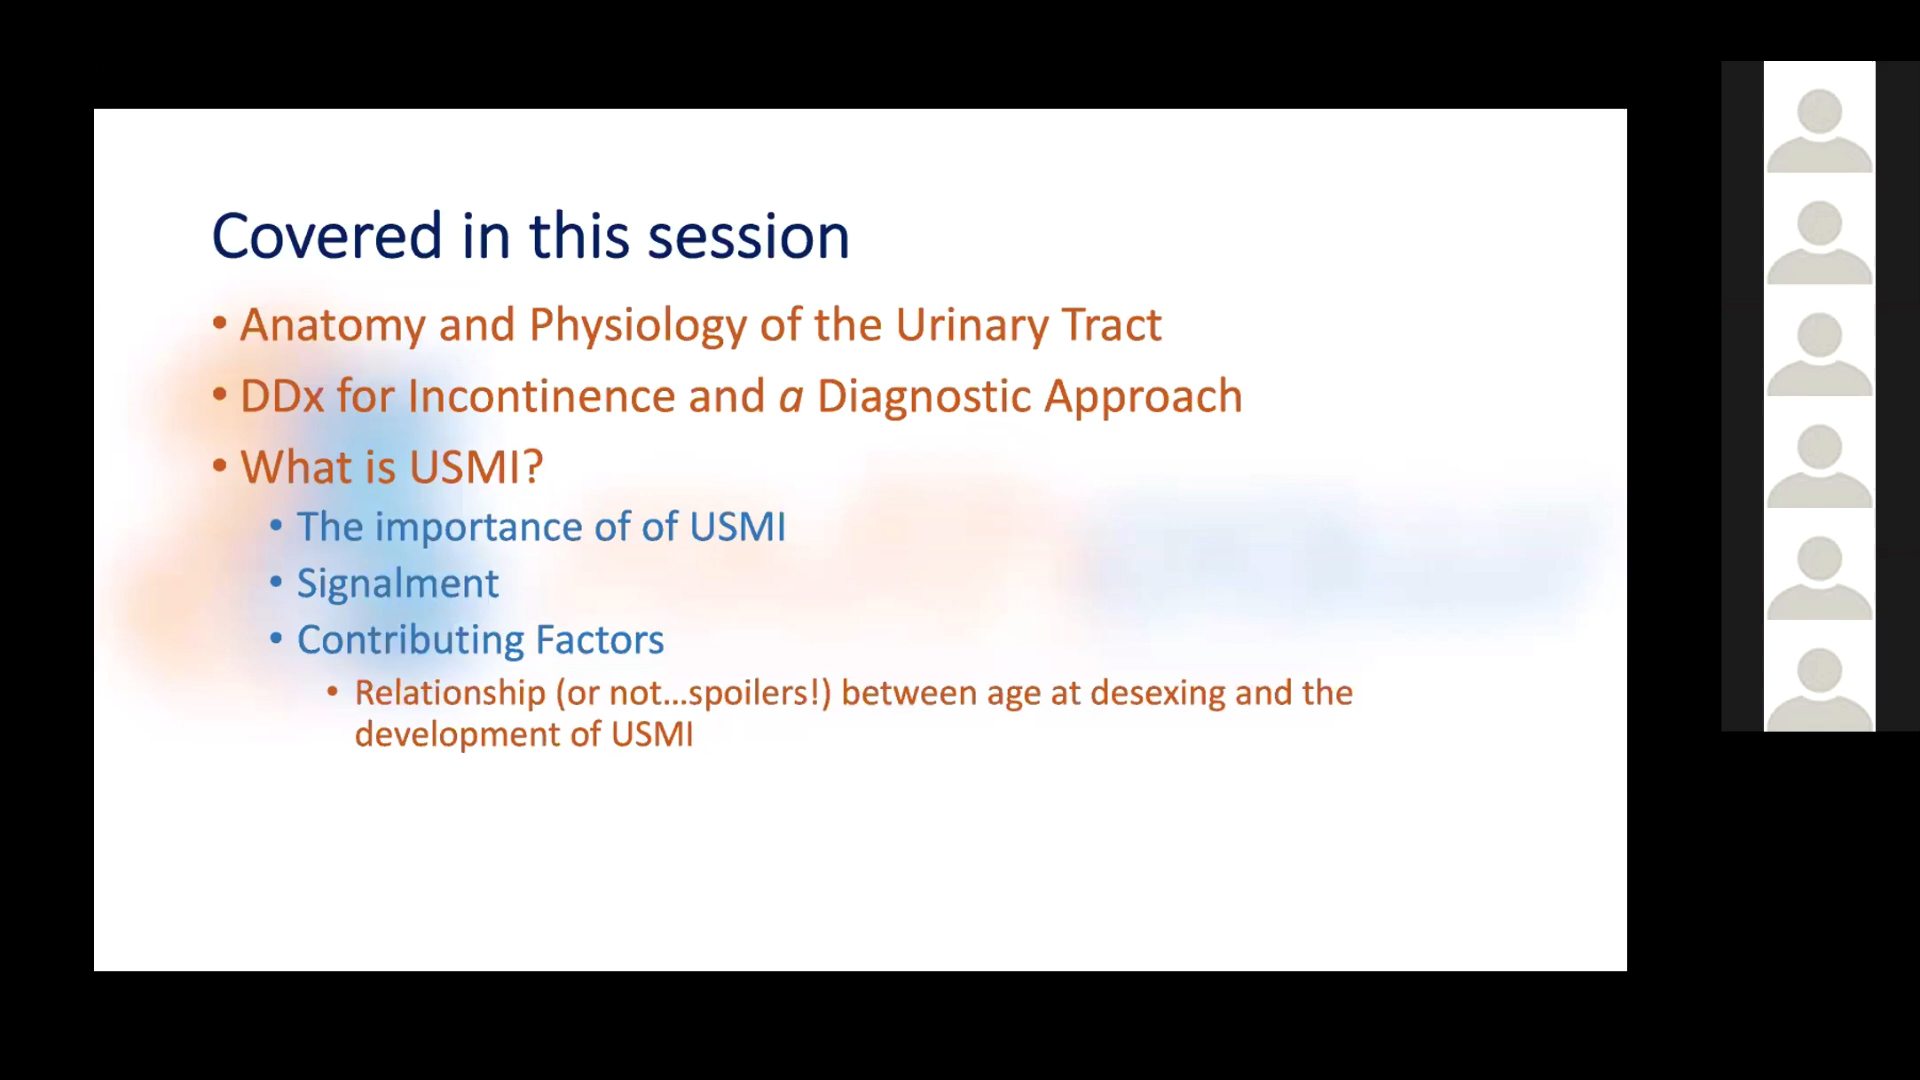 Covered in this session
• Anatomy and Physiology of the Urinary Tract
• DDx for Incontinence and a Diagnostic Approach
• What is USMI?
• The importance of of USMI
• Signalment
• Contributing Factors
• Relationship (or not...spoilers!) between age at desexing and the
development of USMI